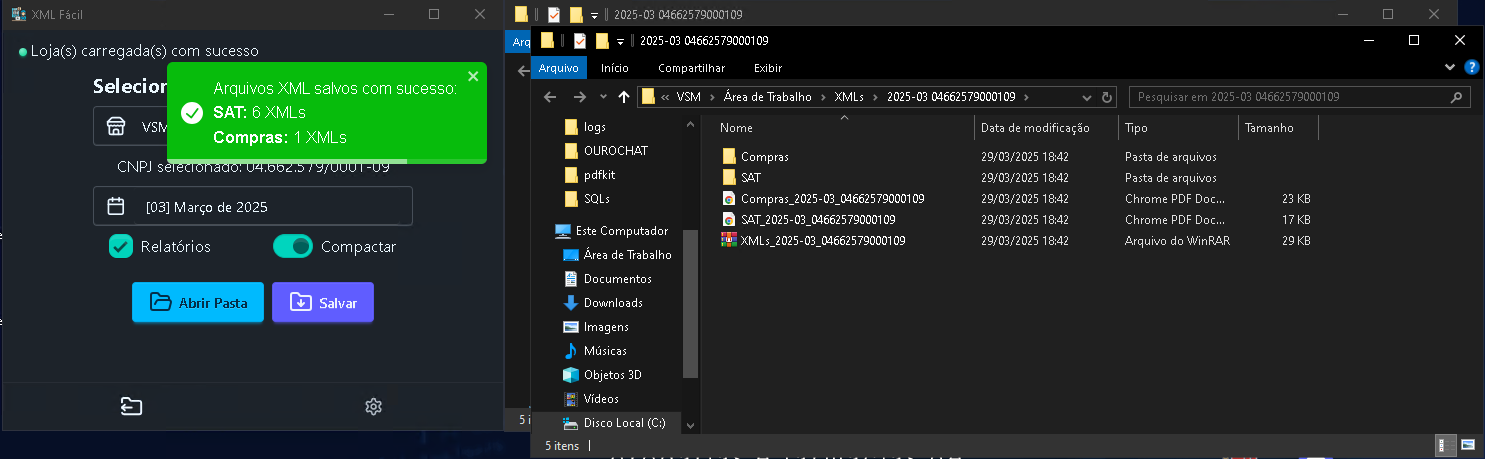 XML Fácil
Loja(s) carregada(s) com sucesso
Selecion
VSM
Arquivos XML salvos com sucesso:
SAT: 6 XMLs
Compras: 1 XMLs
CNPJ selecionado: 04.662.579/0001-09
[03] Março de 2025
Relatórios
Compactar
Abrir Pasta
Salvar
2025-03 04662579000109
Arq
5 i
2025-03 04662579000109
Arquivo Início Compartilhar Exibir
« VSM › Área de Trabalho › XMLs › 2025-03 04662579000109 ›
Pesquisar em 2025-03 04662579000109
logs
OUROCHAT
pdfkit
SQLs
Este Computador
Área de Trabalho
Documentos
Downloads
Imagens
Músicas
Objetos 3D
Vídeos
Disco Local (C:)
Nome Data de modificação Tipo Tamanho
Compras 29/03/2025 18:42 Pasta de arquivos
SAT 29/03/2025 18:42 Pasta de arquivos
Compras_2025-03_04662579000109 29/03/2025 18:42 Chrome PDF Doc... 23 KB
SAT_2025-03_04662579000109 29/03/2025 18:42 Chrome PDF Doc... 17 KB
XMLs_2025-03_04662579000109 29/03/2025 18:42 Arquivo do WinRAR 29 KB
5 itens